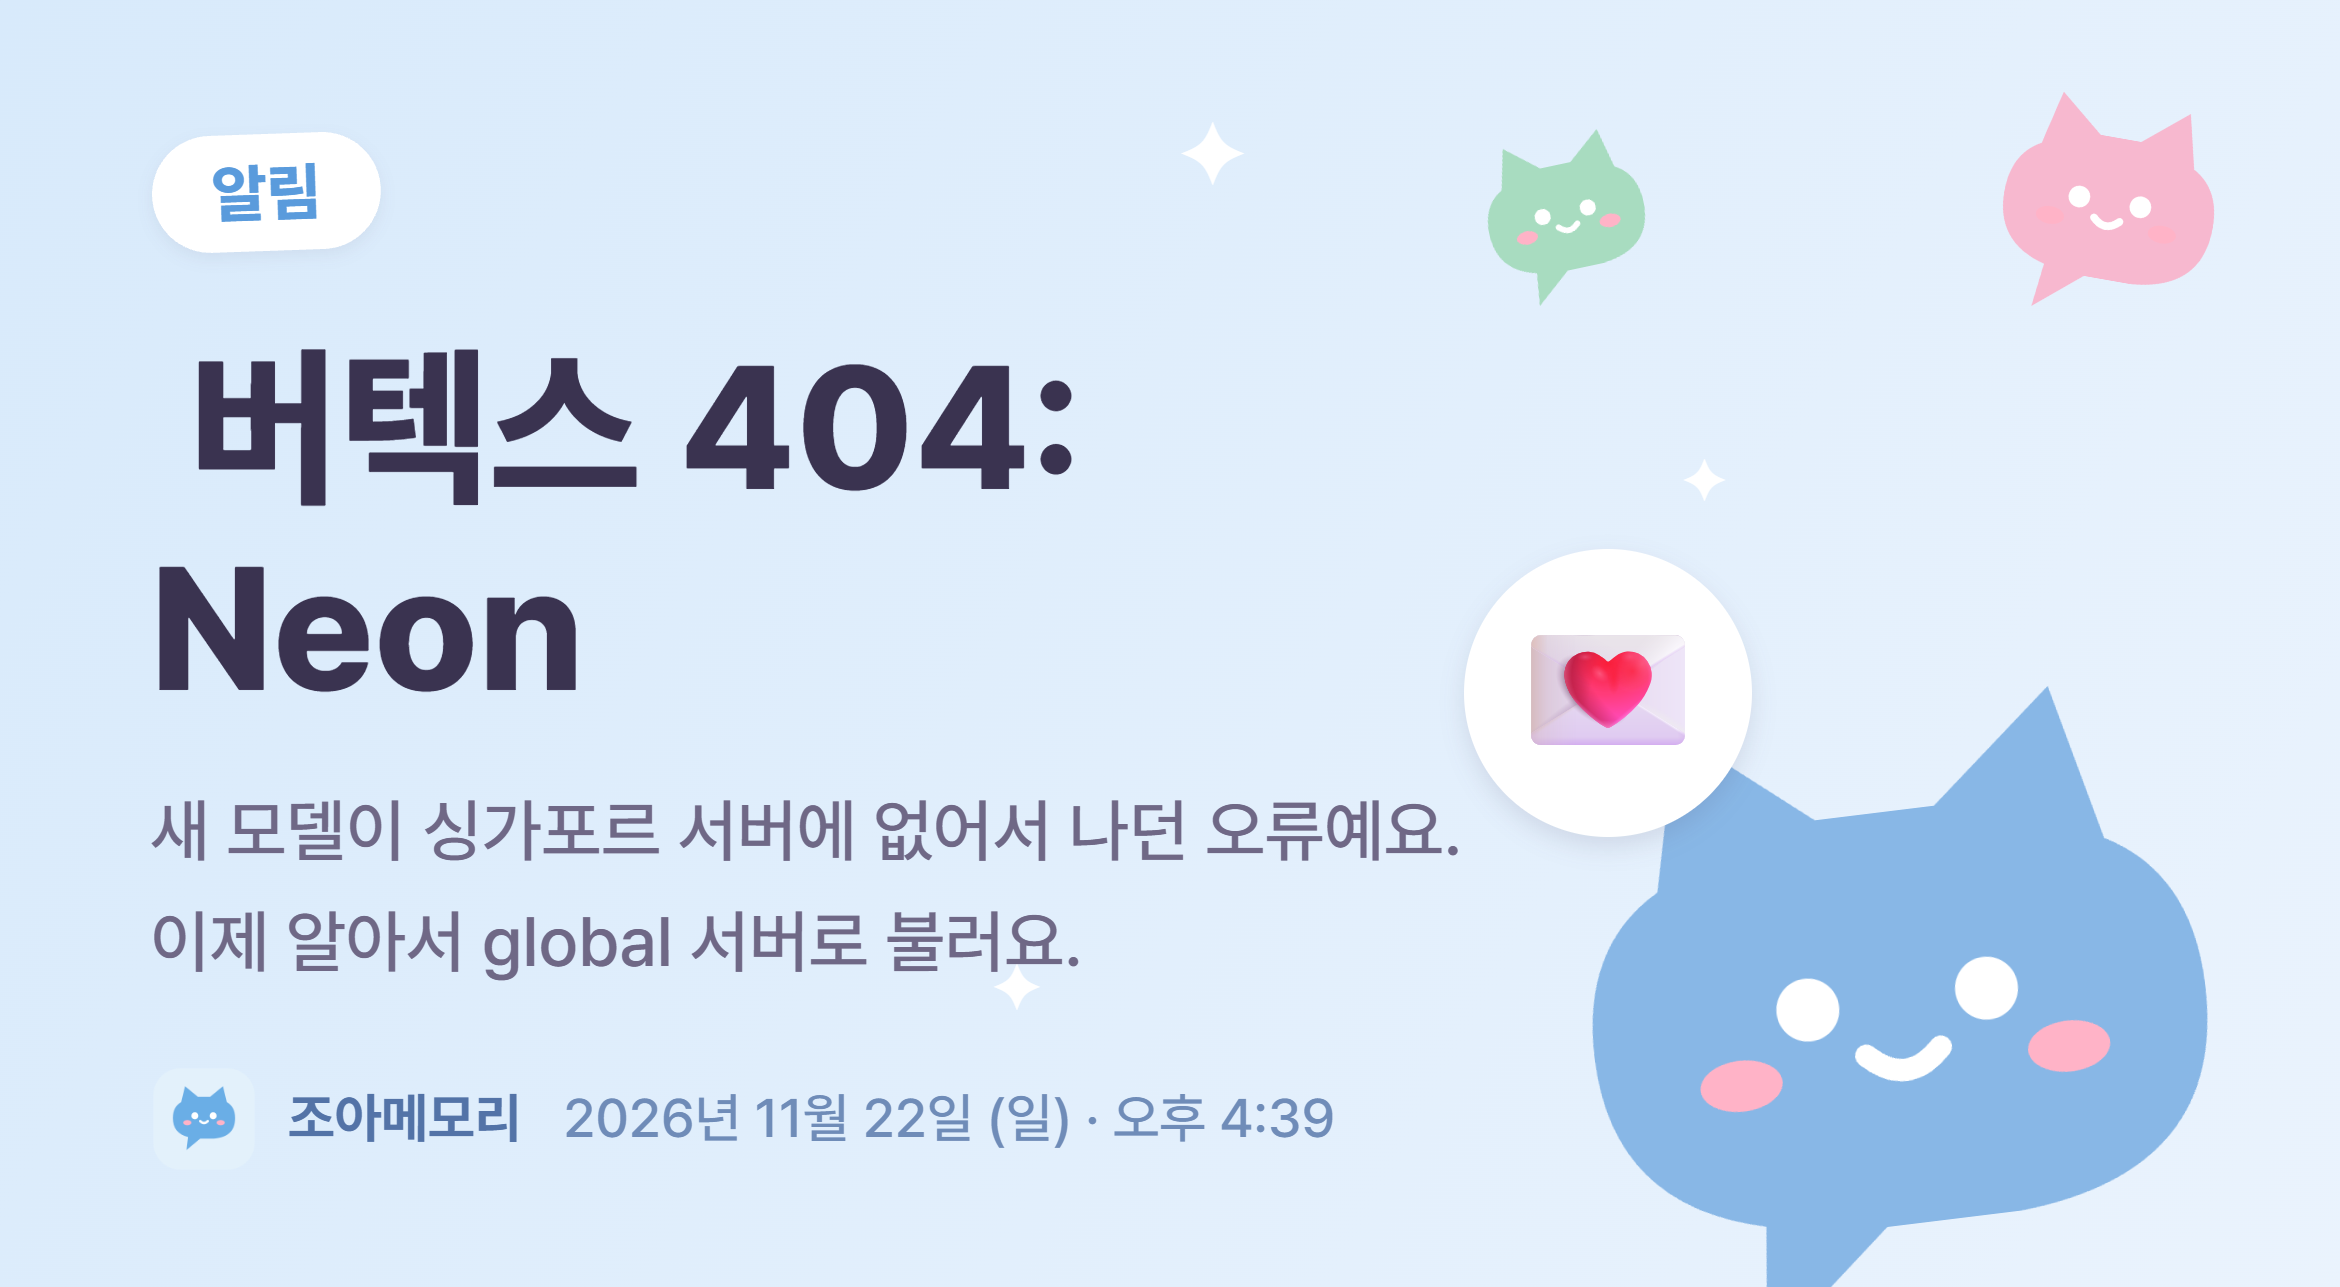 알림
버텍스 404:
Neon
새 모델이 싱가포르 서버에 없어서 나던 오류예요.
이제 알아서 global 서버로 불러요.
조아메모리 2026년 11월 22일 (일) · 오후 4:39